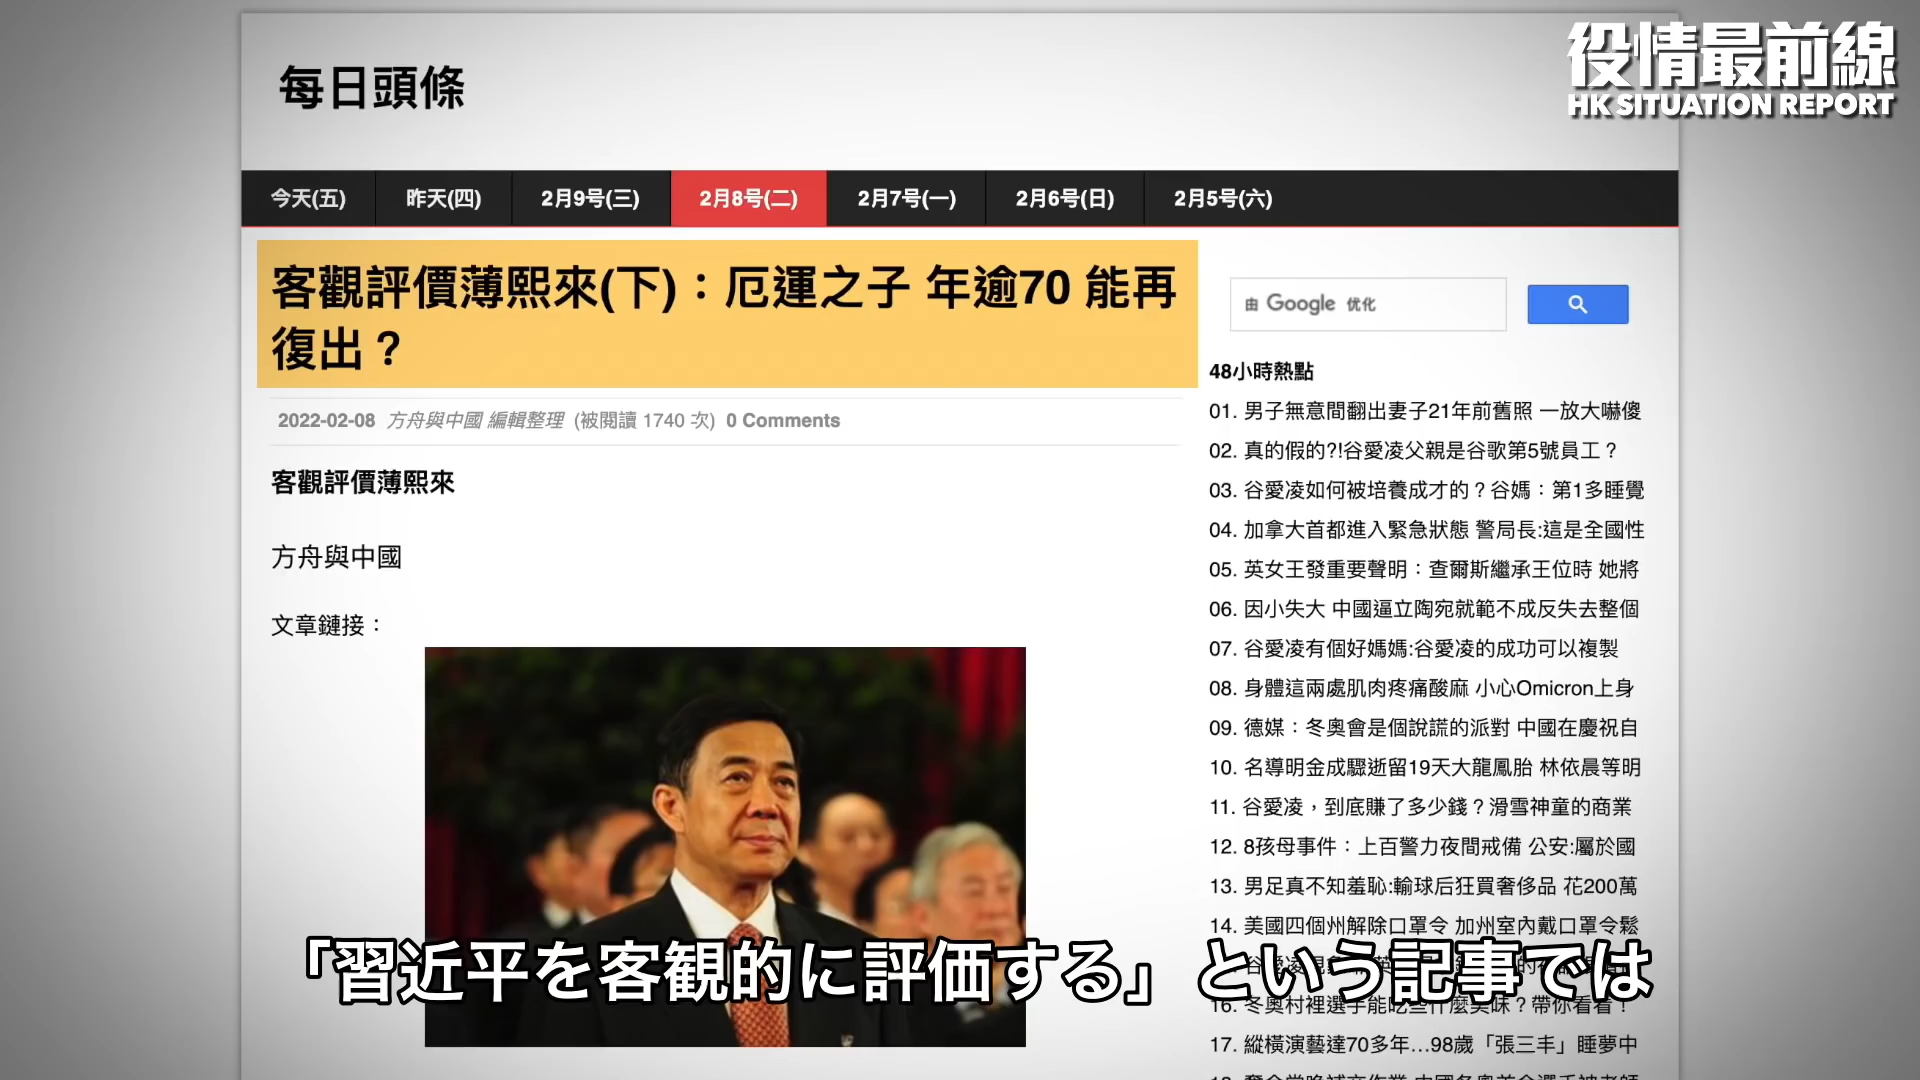 役情最前線
HK SITUATION REPORT
每日頭條
今天(五) 昨天(四) 2月9号(三) 2月8号(二) 2月7号(一) 2月6号(日) 2月5号(六)
客觀評價薄熙來(下)：厄運之子 年逾70 能再
復出？
2022-02-08 方舟與中國 編輯整理 (被閱讀 1740 次) 0 Comments
客觀評價薄熙來
方舟與中國
文章鏈接：
由 Google 优化
48小時熱點
01. 男子無意間翻出妻子21年前舊照 一放大嚇傻
02. 真的假的?!谷愛凌父親是谷歌第5號員工？
03. 谷愛凌如何被培養成才的？谷媽：第1多睡覺
04. 加拿大首都進入緊急狀態 警局長:這是全國性
05. 英女王發重要聲明：查爾斯繼承王位時 她將
06. 因小失大 中國逼立陶宛就範不成反失去整個
07. 谷愛凌有個好媽媽:谷愛凌的成功可以複製
08. 身體這兩處肌肉疼痛酸麻 小心Omicron上身
09. 德媒：冬奧會是個說謊的派對 中國在慶祝自
10. 名導明金成驟逝留19天大龍鳳胎 林依晨等明
11. 谷愛凌，到底賺了多少錢？滑雪神童的商業
12. 8孩母事件：上百警力夜間戒備 公安:屬於國
13. 男足真不知羞恥:輸球后狂買奢侈品 花200萬
14. 美國四個州解除口罩令 加州室內戴口罩令鬆
16. 冬奧村裡選手能吃些什麼美味？帶你看看！
17. 縱橫演藝達70多年…98歲「張三丰」睡夢中
「習近平を客観的に評価する」という記事では